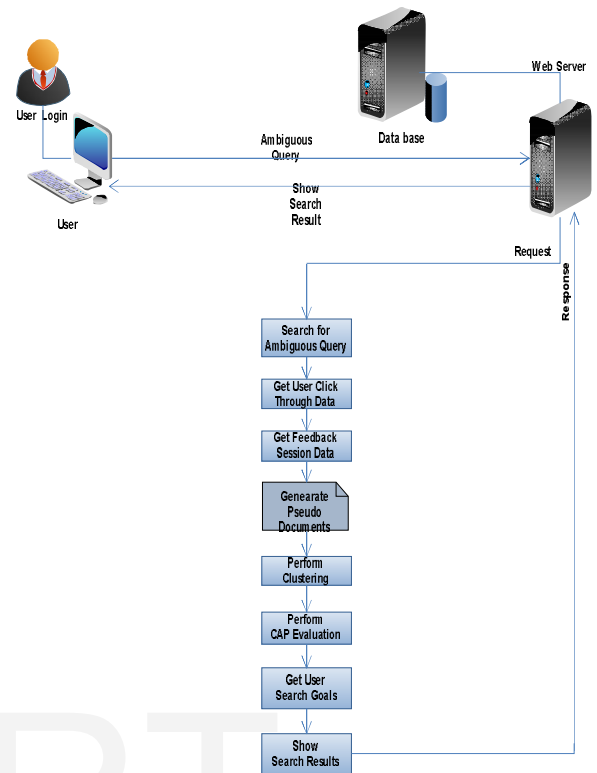 Web Server
User Login
Data base
Ambiguous
Query
Show
Search
Result
User
Request
Response
Search for
Ambiguous Query
Get User Click
Through Data
Get Feedback
Session Data
Genearate
Pseudo
Documents
Perform
Clustering
Perform
CAP Evaluation
Get User
Search Goals
Show
Search Results
RT